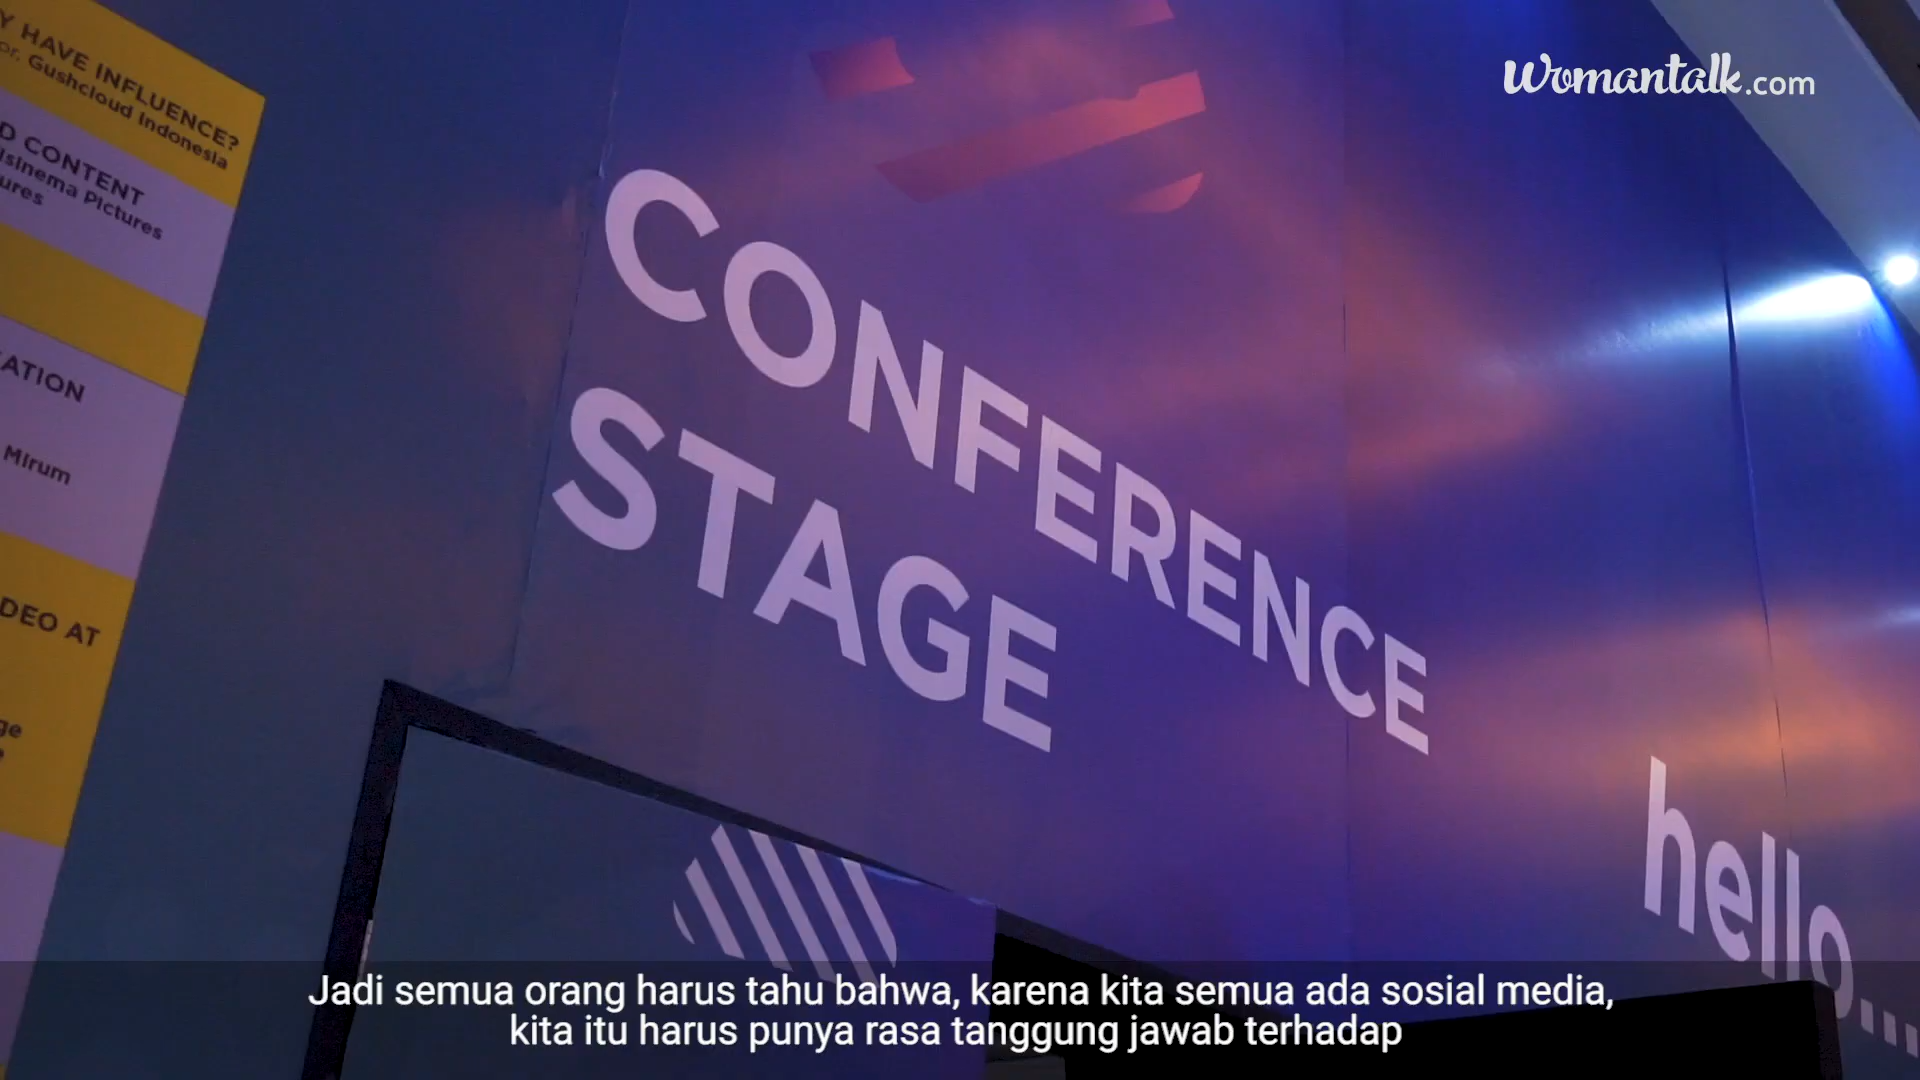 Y HAVE INFLUENCE?
or, Gushcloud Indonesia
D CONTENT
isinema Pictures
ures
ATION
Mirum
DEO AT
ge
Womantalk.com
CONFERENCE
STAGE
hello...
Jadi semua orang harus tahu bahwa, karena kita semua ada sosial media,
kita itu harus punya rasa tanggung jawab terhadap